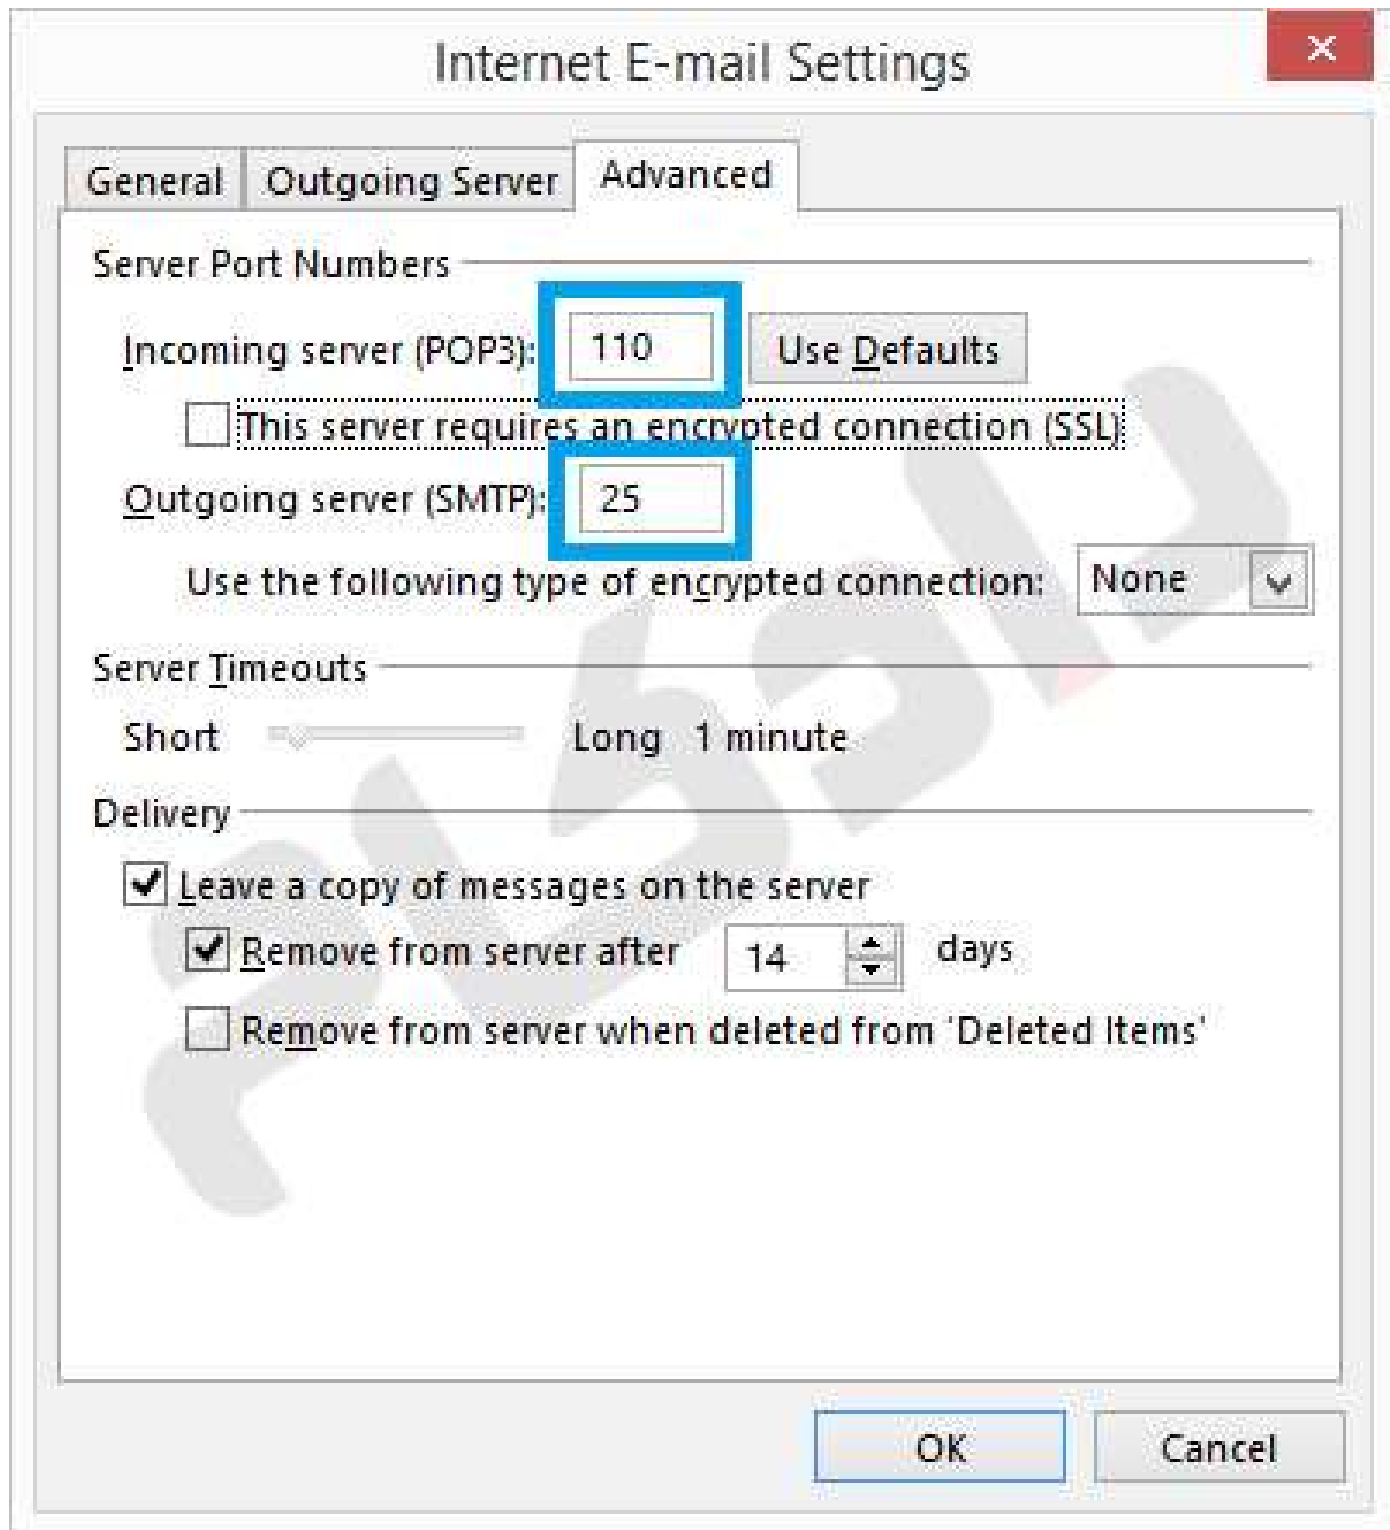 Internet E-mail Settings
General Outgoing Server Advanced
Server Port Numbers
Incoming server (POP3): 110 Use Defaults
This server requires an encrypted connection (SSL)
Outgoing server (SMTP): 25
Use the following type of encrypted connection: None
Server Timeouts
Short Long 1 minute
Delivery
Leave a copy of messages on the server
Remove from server after 14 days
Remove from server when deleted from 'Deleted Items'
OK Cancel